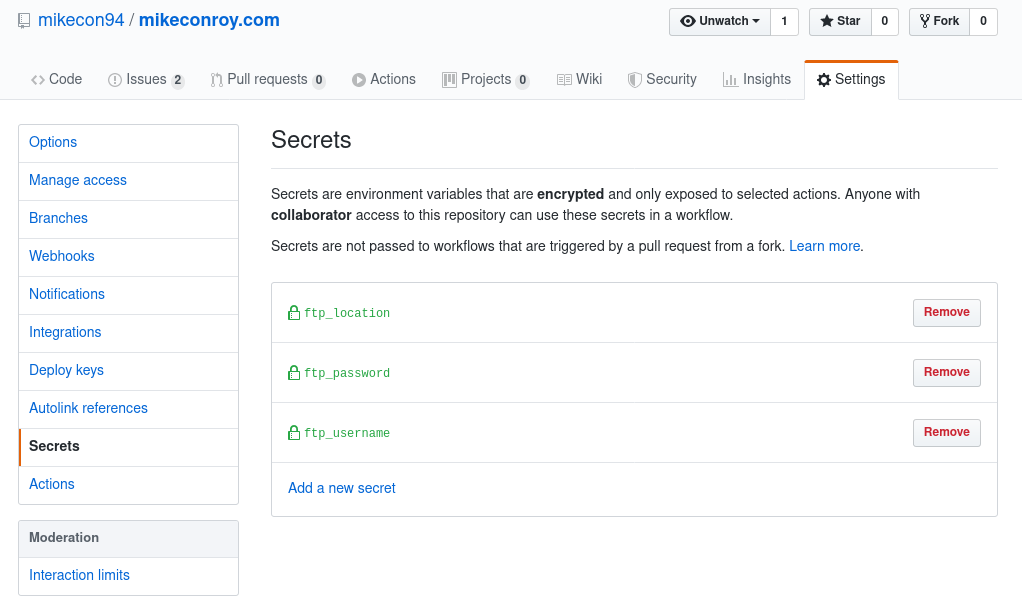 mikecon94 / mikeconroy.com
Unwatch 1 Star 0 Fork 0
Code Issues 2 Pull requests 0 Actions Projects 0 Wiki Security Insights Settings
Options
Manage access
Branches
Webhooks
Notifications
Integrations
Deploy keys
Autolink references
Secrets
Actions
Moderation
Interaction limits
Secrets
Secrets are environment variables that are encrypted and only exposed to selected actions. Anyone with
collaborator access to this repository can use these secrets in a workflow.
Secrets are not passed to workflows that are triggered by a pull request from a fork. Learn more.
ftp_location Remove
ftp_password Remove
ftp_username Remove
Add a new secret